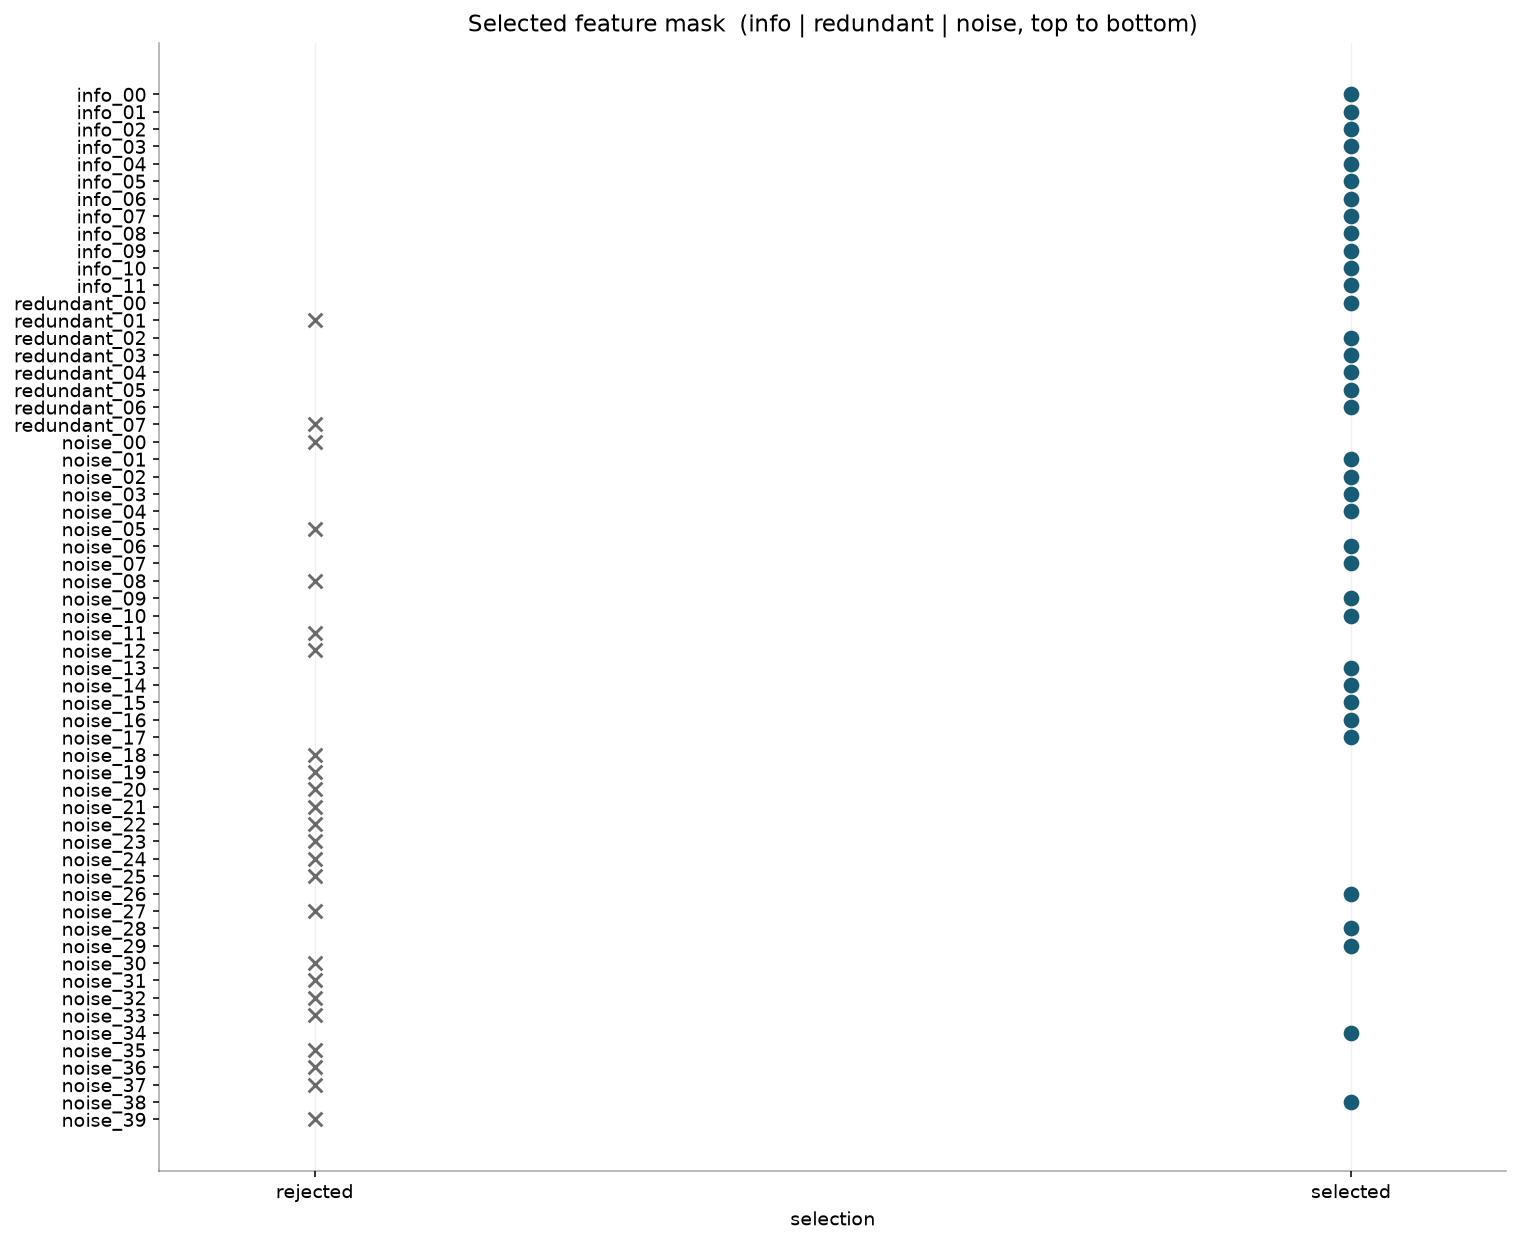 Selected feature mask  (info | redundant | noise, top to bottom)
info_00
info_01
info_02
info_03
info_04
info_05
info_06
info_07
info_08
info_09
info_10
info_11
redundant_00
redundant_01
redundant_02
redundant_03
redundant_04
redundant_05
redundant_06
redundant_07
noise_00
noise_01
noise_02
noise_03
noise_04
noise_05
noise_06
noise_07
noise_08
noise_09
noise_10
noise_11
noise_12
noise_13
noise_14
noise_15
noise_16
noise_17
noise_18
noise_19
noise_20
noise_21
noise_22
noise_23
noise_24
noise_25
noise_26
noise_27
noise_28
noise_29
noise_30
noise_31
noise_32
noise_33
noise_34
noise_35
noise_36
noise_37
noise_38
noise_39
rejected selected
selection